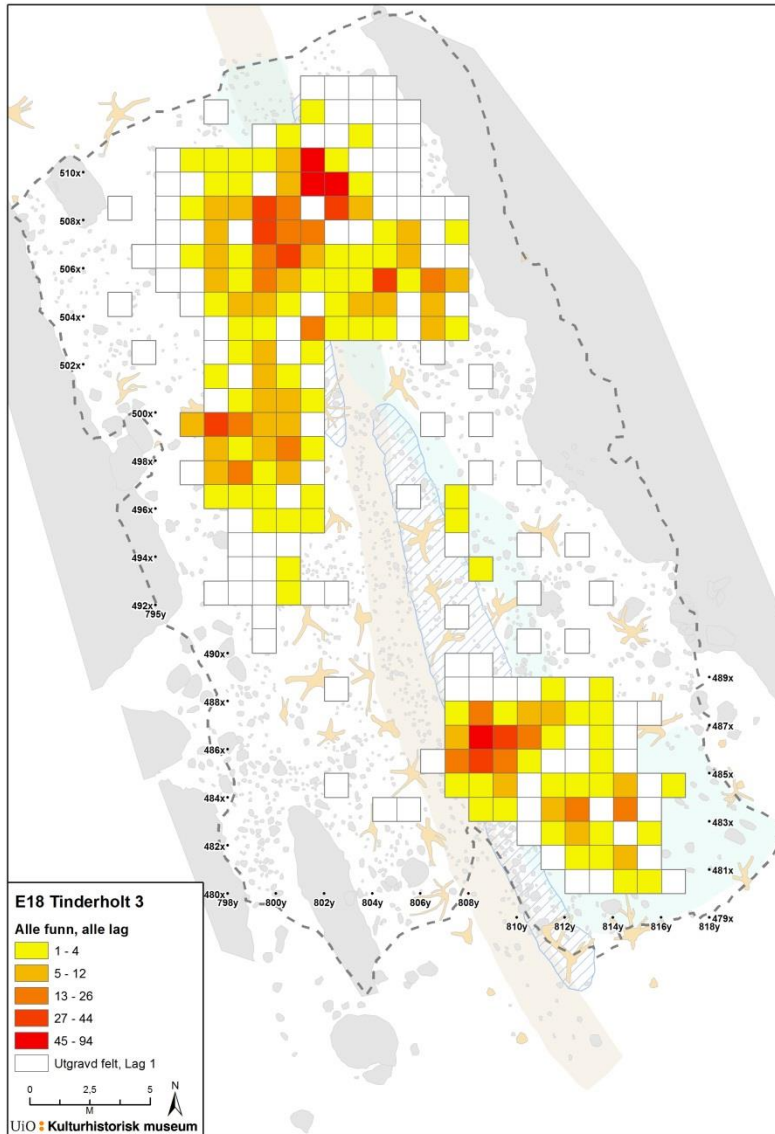 510x
508x
506x
504x
502x
500x
498x
496x
494x
492x
795y
490x
489x
488x
487x
486x
485x
484x
483x
482x
481x
480x
798y 800y 802y 804y 806y 808y
810y 812y 814y 816y 818y
479x
E18 Tinderholt 3
Alle funn, alle lag
1 - 4
5 - 12
13 - 26
27 - 44
45 - 94
Utgravd felt, Lag 1
0 2,5 5
M
N
UiO Kulturhistorisk museum